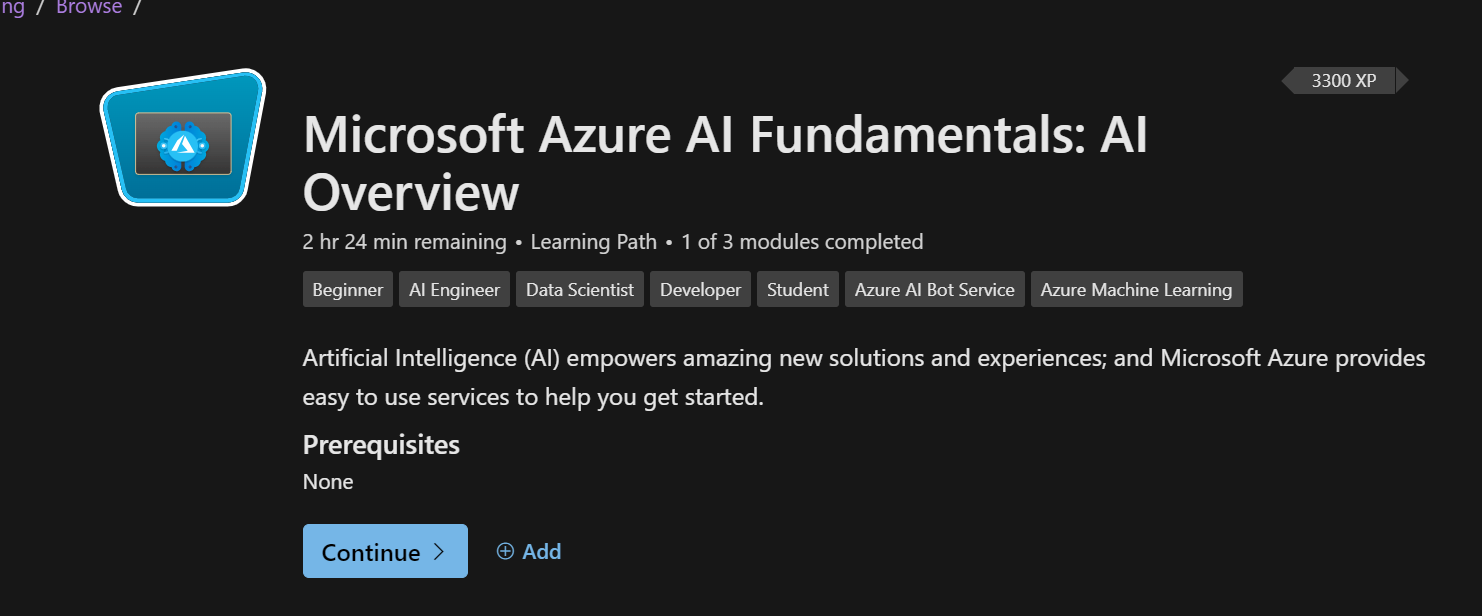 ng / Browse /
3300 XP
Microsoft Azure AI Fundamentals: AI
Overview
2 hr 24 min remaining • Learning Path • 1 of 3 modules completed
Beginner AI Engineer Data Scientist Developer Student Azure AI Bot Service Azure Machine Learning
Artificial Intelligence (AI) empowers amazing new solutions and experiences; and Microsoft Azure provides
easy to use services to help you get started.
Prerequisites
None
Continue
Add